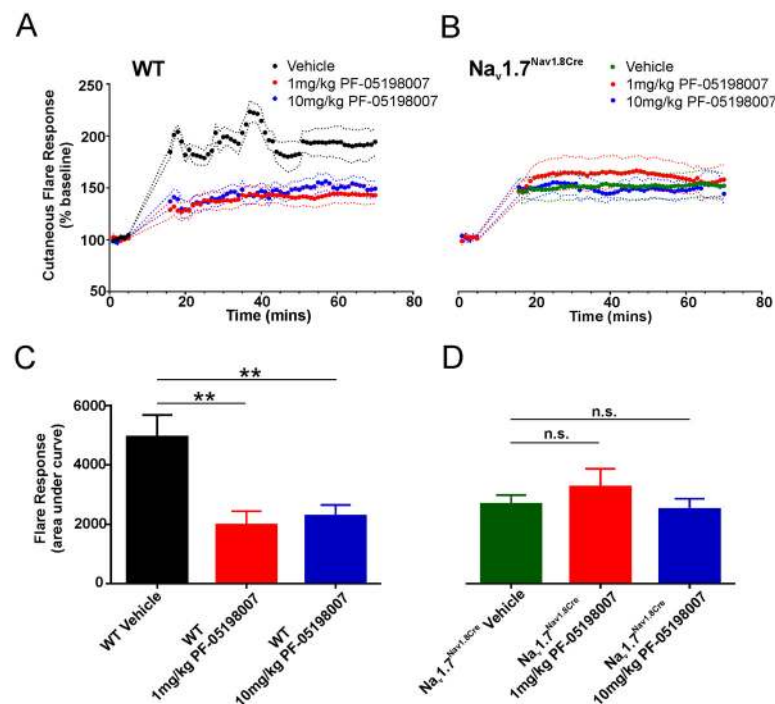 A
WT
Vehicle
1mg/kg PF-05198007
10mg/kg PF-05198007
Cutaneous Flare Response
(% baseline)
250
200
150
100
50
0 20 40 60 80
Time (mins)
B
Naᵥ1.7ᴺᵃᵛ¹·⁸ᶜʳᵉ
Vehicle
1mg/kg PF-05198007
10mg/kg PF-05198007
0 20 40 60 80
Time (mins)
C
** 
**
Flare Response
(area under curve)
6000
4000
2000
0
WT Vehicle
WT
1mg/kg PF-05198007
WT
10mg/kg PF-05198007
D
n.s.
n.s.
Naᵥ1.7ᴺᵃᵛ¹·⁸ᶜʳᵉ
Vehicle
Naᵥ1.7ᴺᵃᵛ¹·⁸ᶜʳᵉ
1mg/kg PF-05198007
Naᵥ1.7ᴺᵃᵛ¹·⁸ᶜʳᵉ
10mg/kg PF-05198007